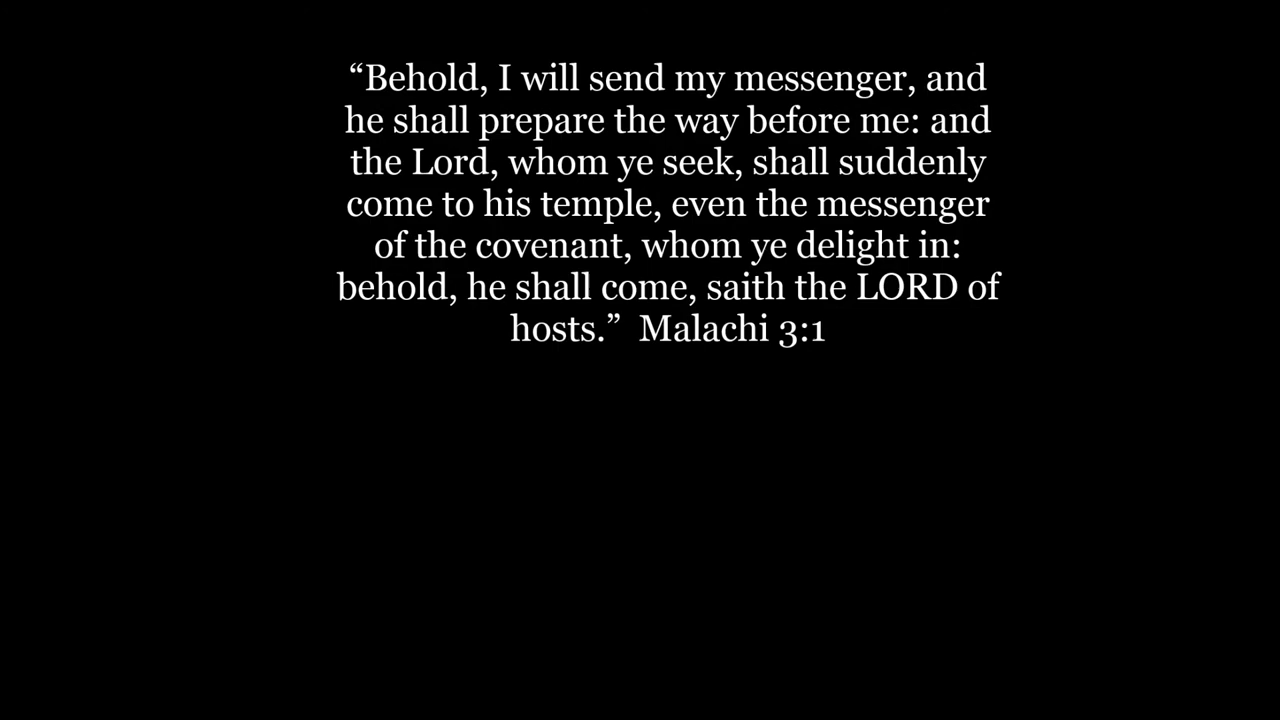 “Behold, I will send my messenger, and
he shall prepare the way before me: and
the Lord, whom ye seek, shall suddenly
come to his temple, even the messenger
of the covenant, whom ye delight in:
behold, he shall come, saith the LORD of
hosts.”  Malachi 3:1